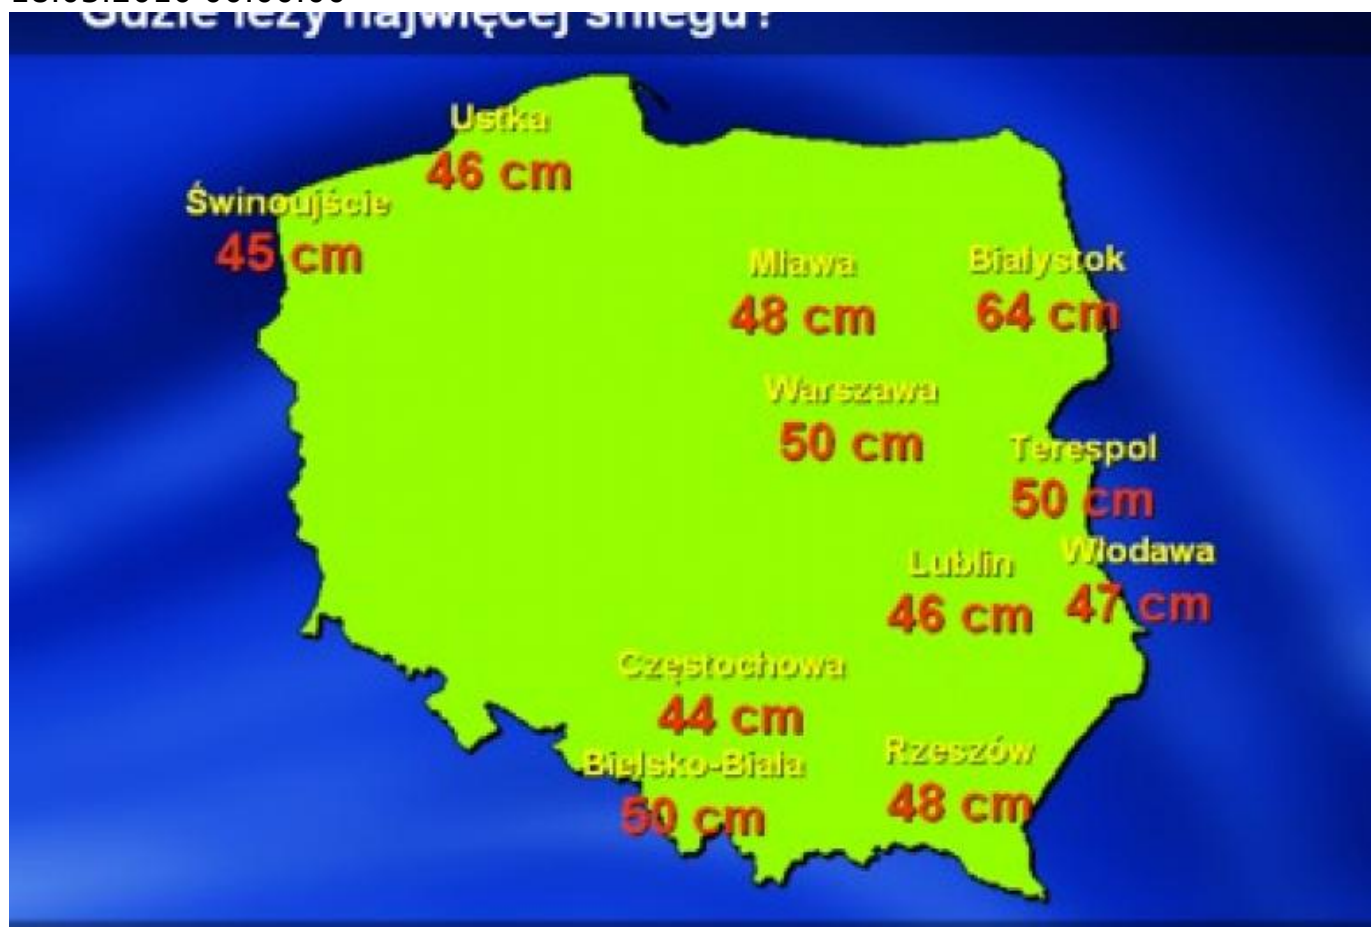 Gdzie leży najwięcej śniegu?
Ustka
46 cm
Świnoujście
45 cm
Mława
48 cm
Białystok
64 cm
Warszawa
50 cm
Terespol
50 cm
Włodawa
47 cm
Lublin
46 cm
Częstochowa
44 cm
Bielsko-Biała
50 cm
Rzeszów
48 cm